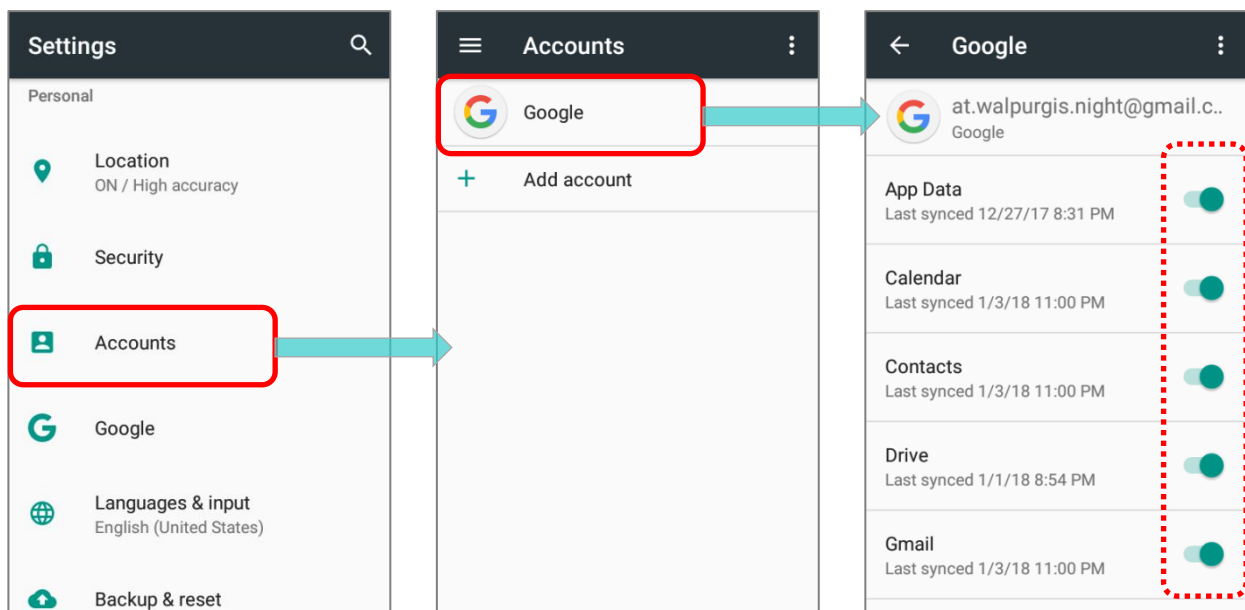 Settings
Personal
Location
ON / High accuracy
Security
Accounts
Google
Languages & input
English (United States)
Backup & reset
Accounts
Google
Add account
Google
at.walpurgis.night@gmail.c..
Google
App Data
Last synced 12/27/17 8:31 PM
Calendar
Last synced 1/3/18 11:00 PM
Contacts
Last synced 1/3/18 11:00 PM
Drive
Last synced 1/1/18 8:54 PM
Gmail
Last synced 1/3/18 11:00 PM